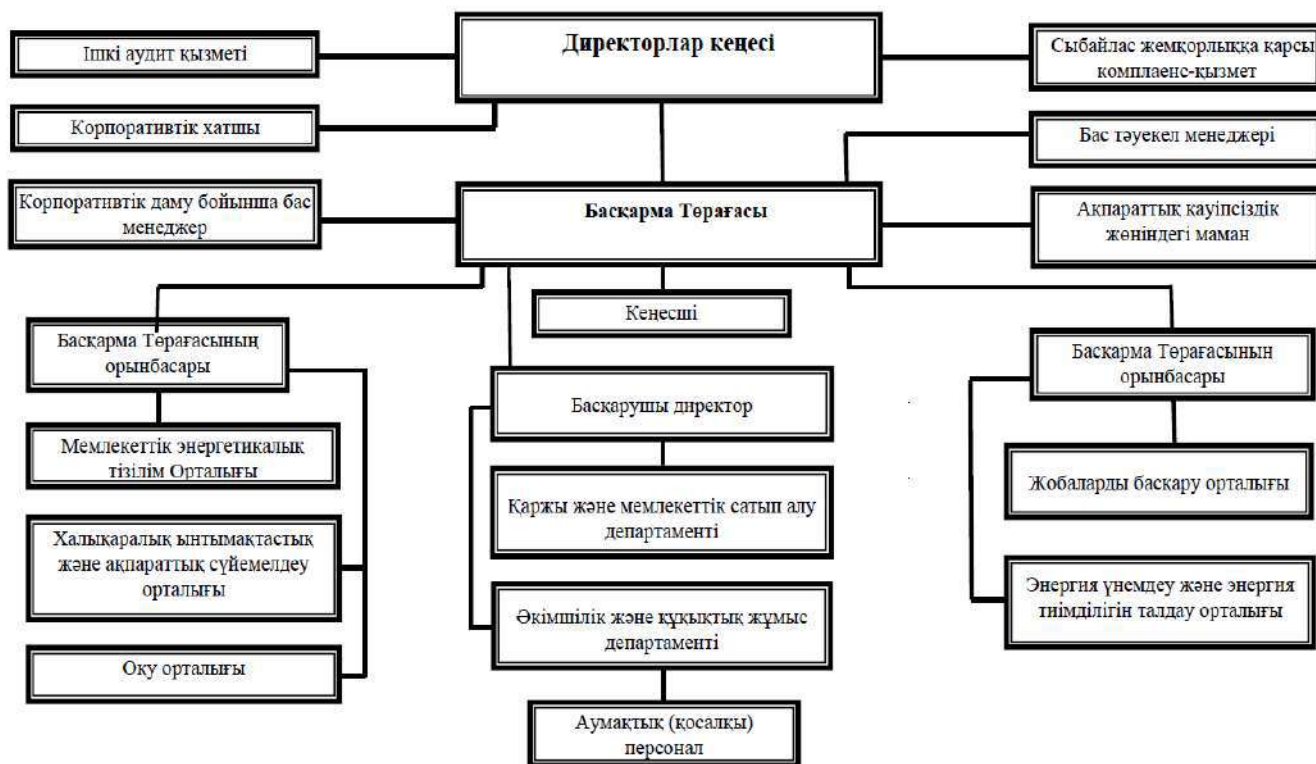 Директорлар кеңесі
Ішкі аудит қызметі
Сыбайлас жемқорлыққа қарсы
комплаенс-қызмет
Корпоративтік хатшы
Бас тәуекел менеджері
Корпоративтік даму бойынша бас
менеджер
Басқарма Төрағасы
Ақпараттық қауіпсіздік
жөніндегі маман
Кеңесші
Басқарма Төрағасының
орынбасары
Басқарушы директор
Басқарма Төрағасының
орынбасары
Мемлекеттік энергетикалық
тізілім Орталығы
Қаржы және мемлекеттік сатып алу
департаменті
Жобаларды басқару орталығы
Халықаралық ынтымақтастық
және ақпараттық сүйемелдеу
орталығы
Әкімшілік және құқықтық жұмыс
департаменті
Энергия үнемдеу және энергия
тиімділігін талдау орталығы
Оқу орталығы
Аумақтық (қосалқы)
персонал